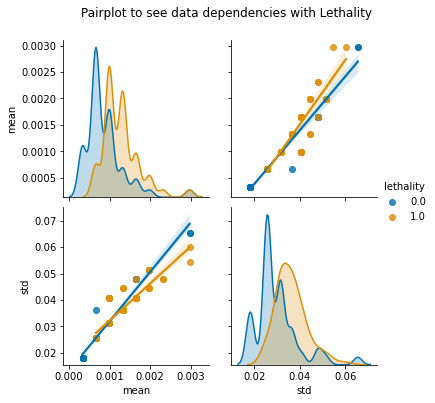 Pairplot to see data dependencies with Lethality
0.0030
0.0025
0.0020
0.0015
0.0010
0.0005
mean
lethality
0.0
1.0
0.07
0.06
0.05
0.04
0.03
0.02
std
0.000 0.001 0.002 0.003
mean
0.02 0.04 0.06
std